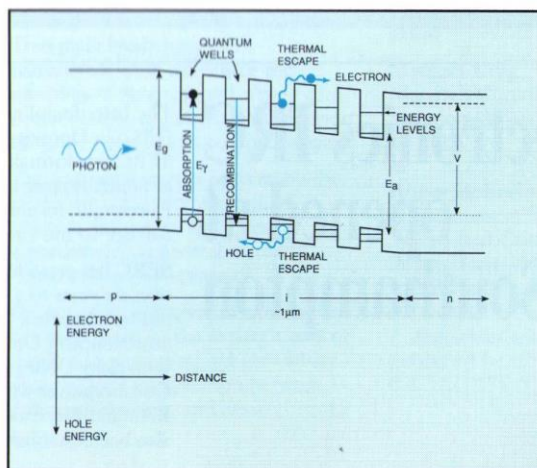 QUANTUM
WELLS
THERMAL
ESCAPE
ELECTRON
ENERGY
LEVELS
PHOTON
Eg
ABSORPTION
Eγ
RECOMBINATION
Ea
V
HOLE
THERMAL
ESCAPE
p
i
n
~1μm
ELECTRON
ENERGY
DISTANCE
HOLE
ENERGY